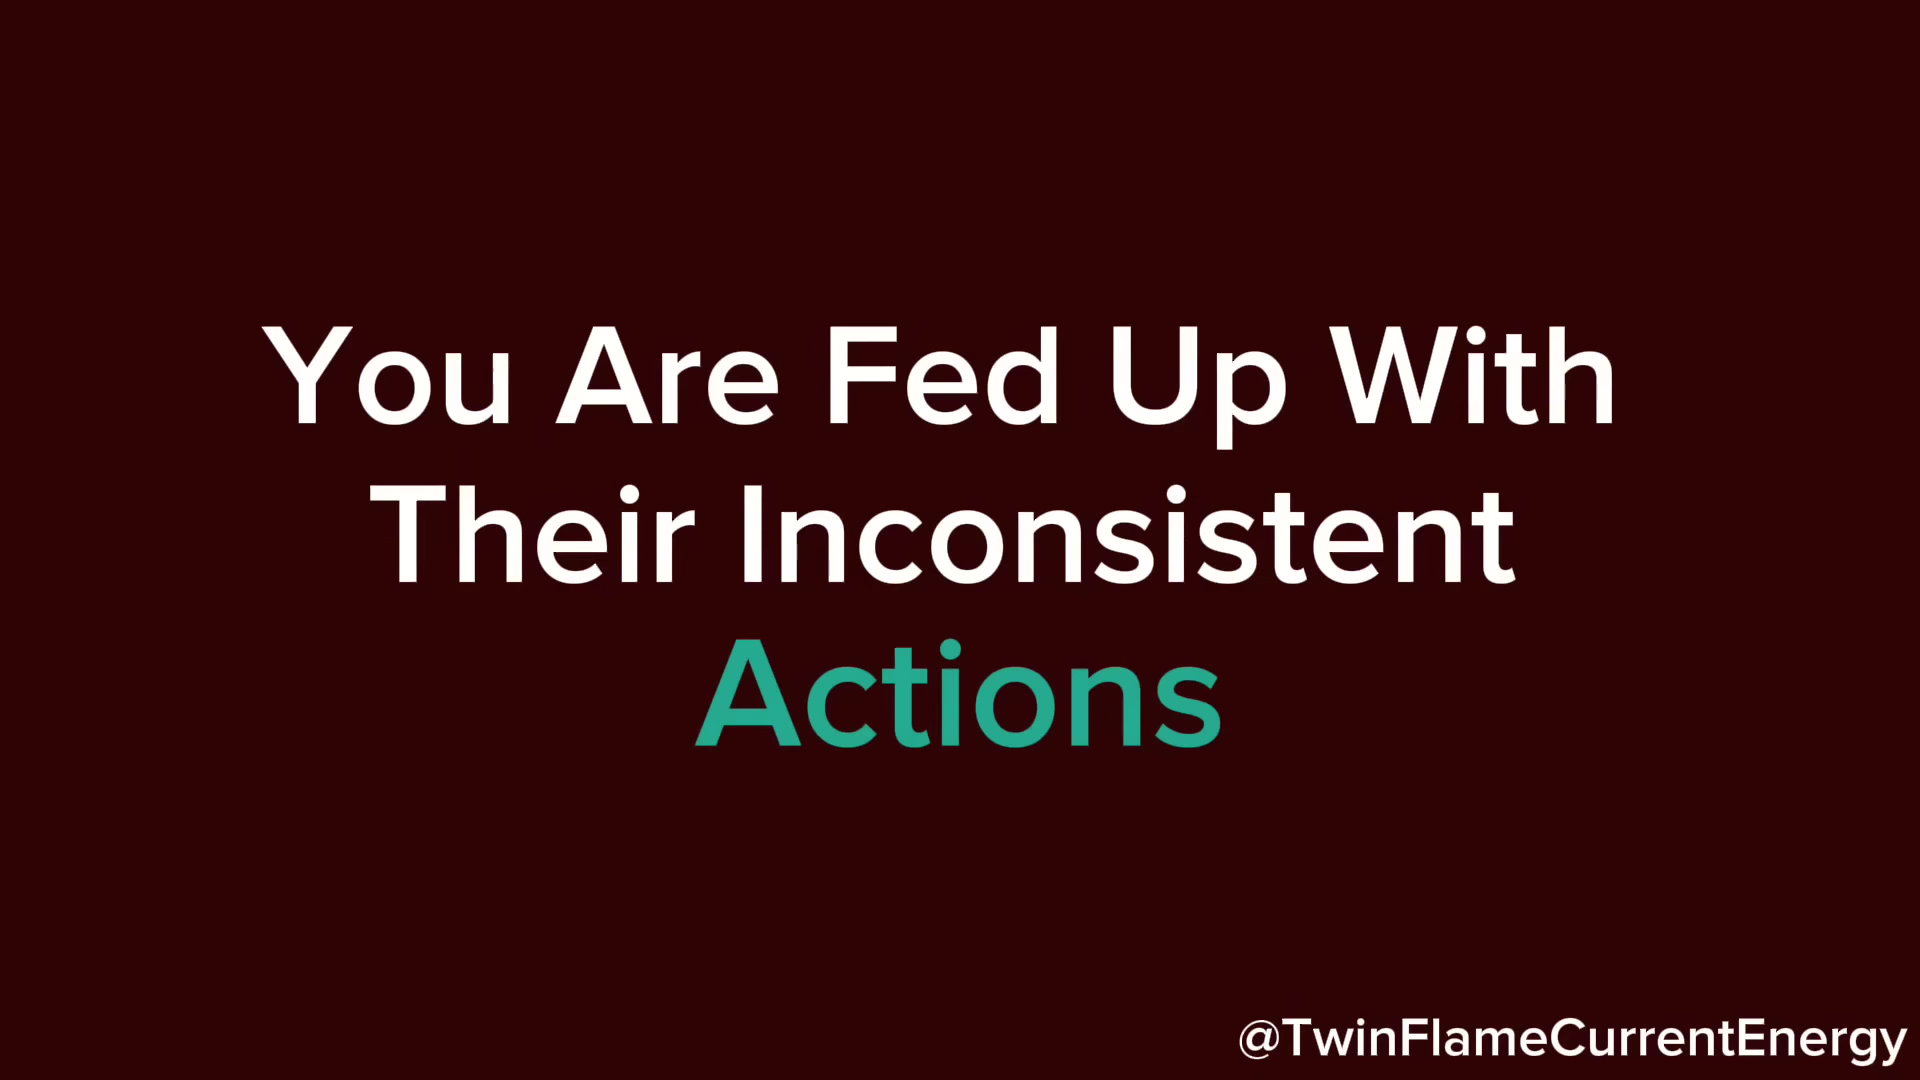 You Are Fed Up With
Their Inconsistent
Actions
@TwinFlameCurrentEnergy